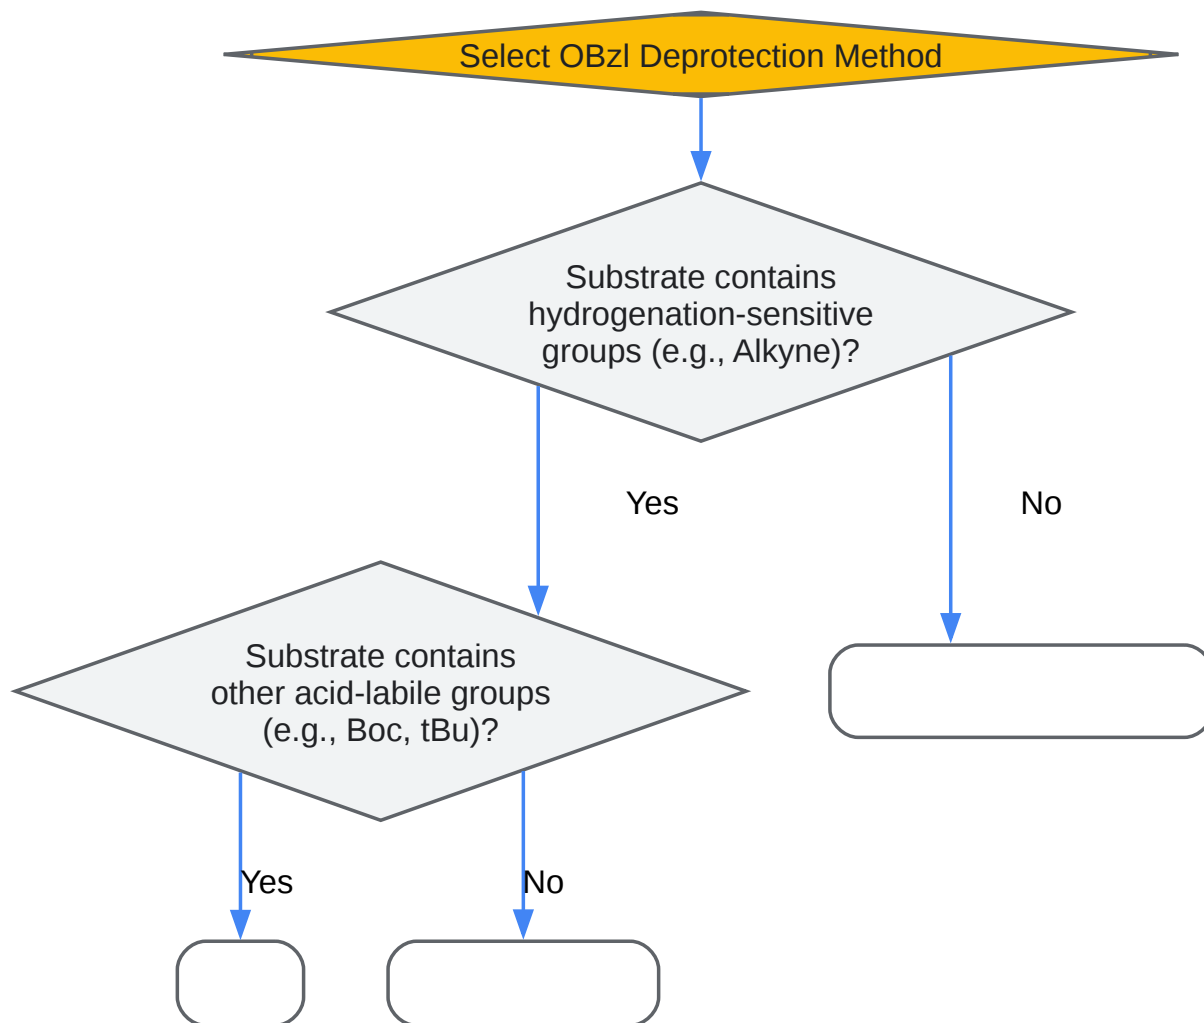 Select OBzl Deprotection Method
Substrate contains
hydrogenation-sensitive
groups (e.g., Alkyne)?
Yes
No
Substrate contains
other acid-labile groups
(e.g., Boc, tBu)?
Yes
No